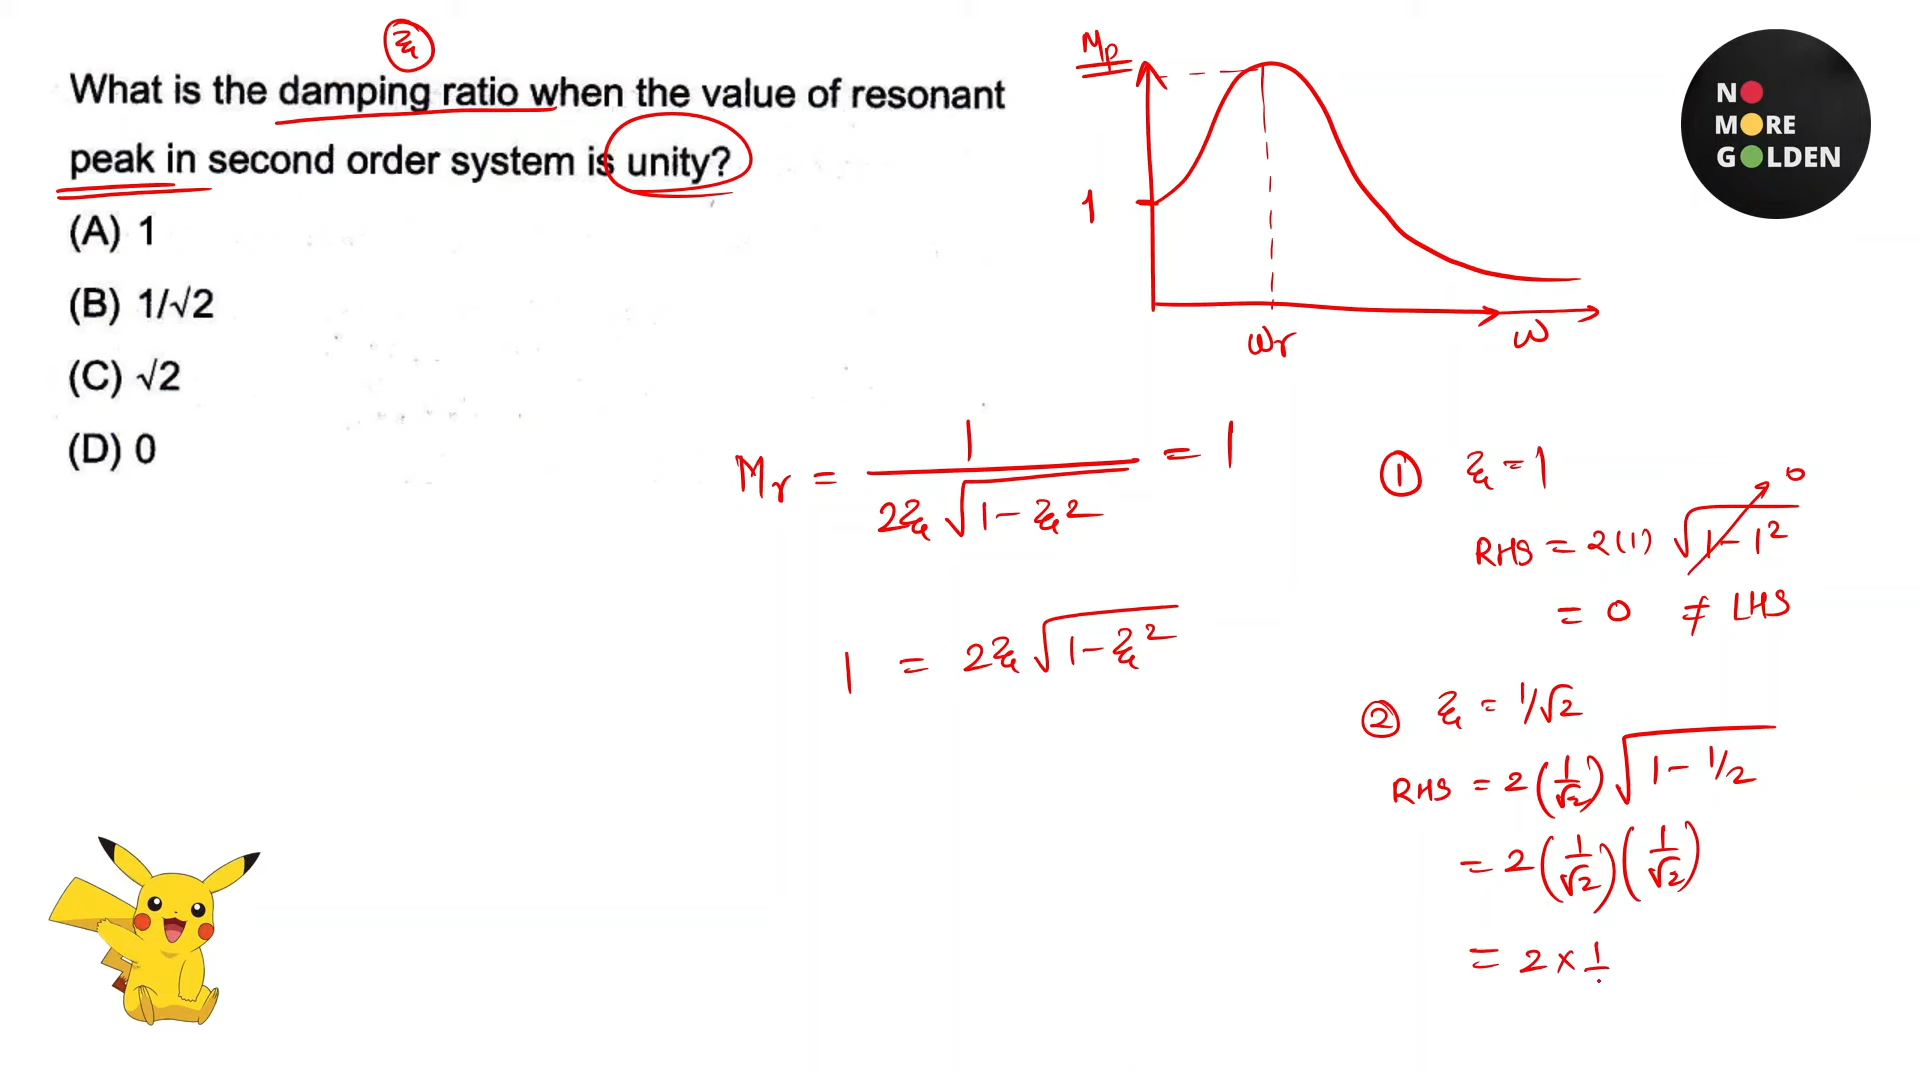 ξ
What is the damping ratio when the value of resonant
peak in second order system is unity?
(A) 1
(B) 1/√2
(C) √2
(D) 0
Mp
1
ωr
ω
NO
MORE
GOLDEN
Mr = 1 / 2ξ√1-ξ² = 1
1 = 2ξ√1-ξ²
① ξ = 1
RHS = 2(1) √1-1² 0
= 0 ≠ LHS
② ξ = 1/√2
RHS = 2(1/√2)√1-1/2
= 2(1/√2)(1/√2)
= 2 × 1